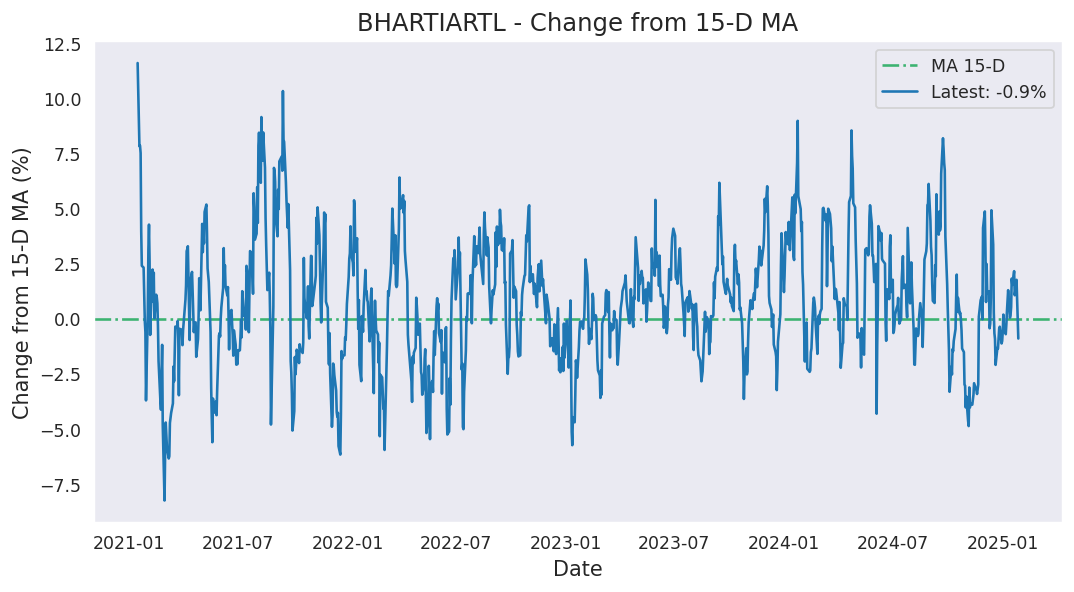 BHARTIARTL - Change from 15-D MA
12.5
10.0
7.5
5.0
2.5
0.0
−2.5
−5.0
−7.5
Change from 15-D MA (%)
MA 15-D
Latest: -0.9%
2021-01 2021-07 2022-01 2022-07 2023-01 2023-07 2024-01 2024-07 2025-01
Date